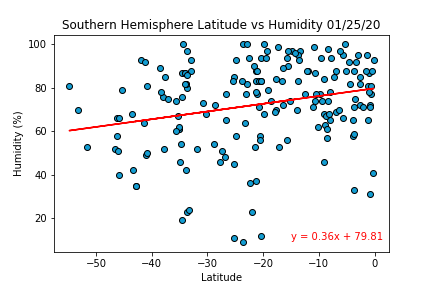 Southern Hemisphere Latitude vs Humidity 01/25/20
100
80
60
40
20
Humidity (%)
y = 0.36x + 79.81
−50
−40
−30
−20
−10
0
Latitude